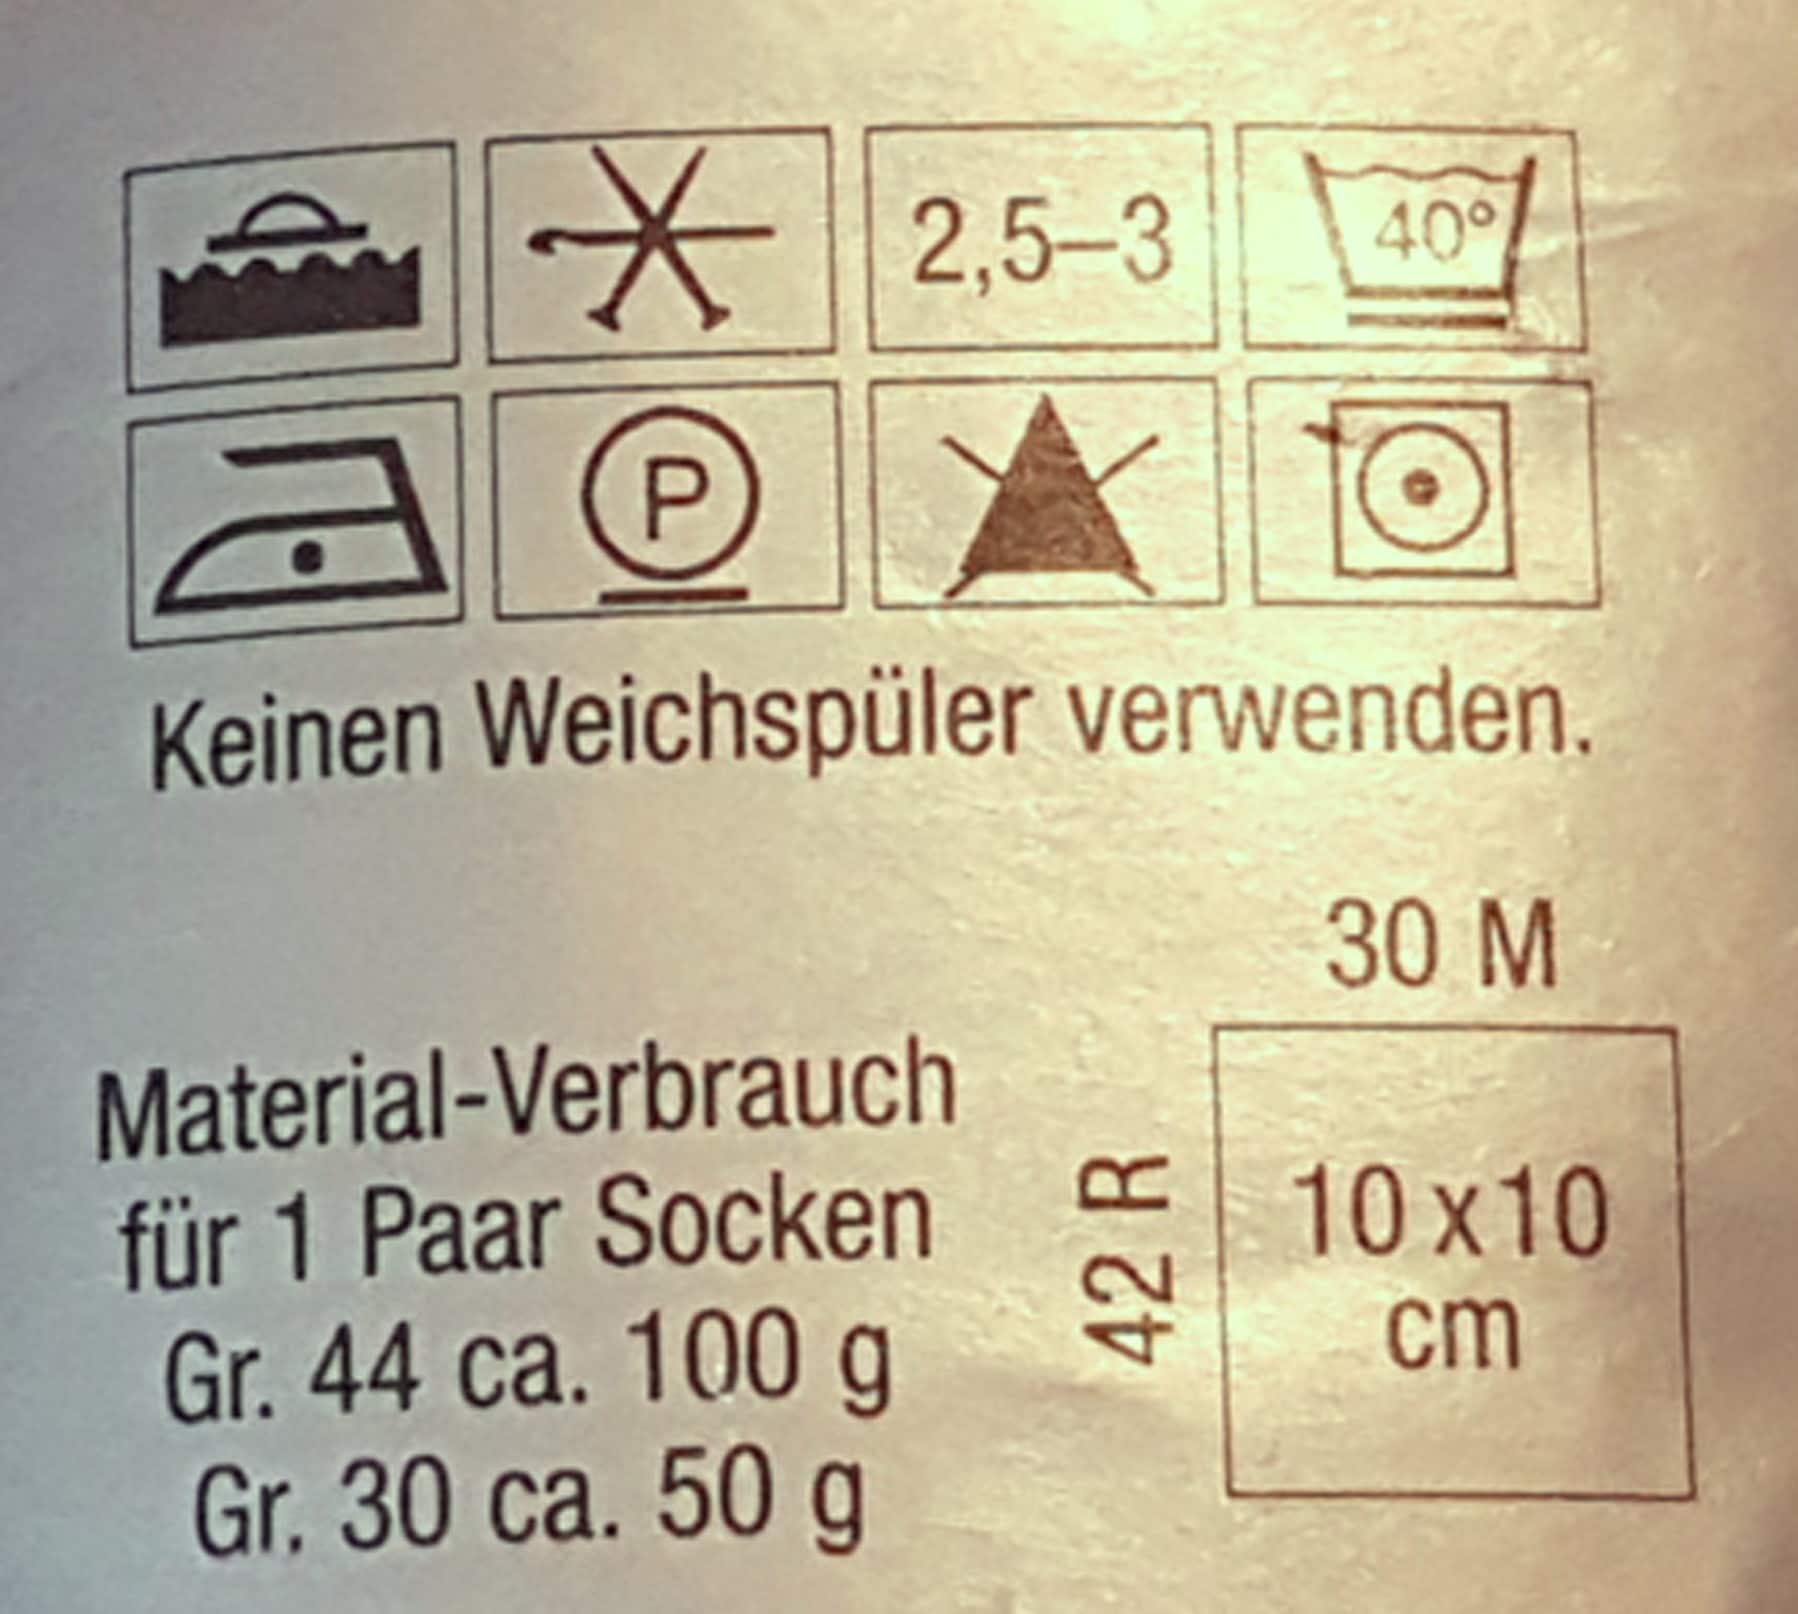 2,5–3
40°
P
Keinen Weichspüler verwenden.
30 M
42 R
10 x 10
cm
Material-Verbrauch
für 1 Paar Socken
Gr. 44 ca. 100 g
Gr. 30 ca. 50 g